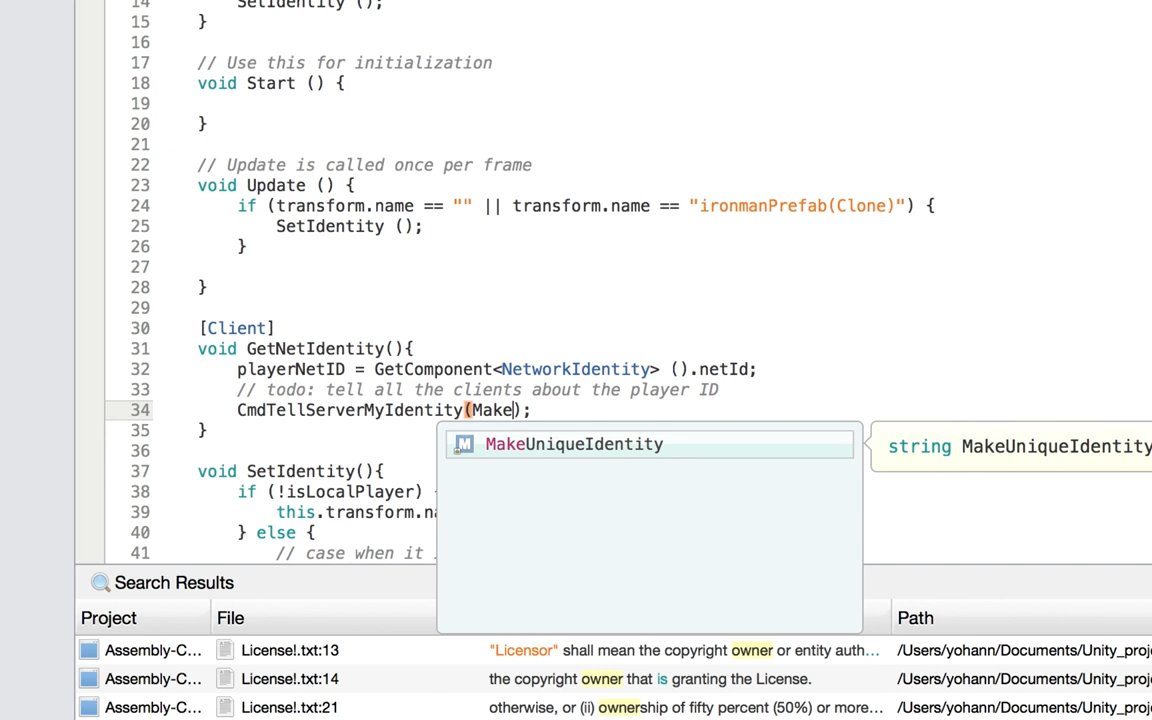 14 SetIdentity ();
15 }
16
17 // Use this for initialization
18 void Start () {
19
20 }
21
22 // Update is called once per frame
23 void Update () {
24 if (transform.name == "" || transform.name == "ironmanPrefab(Clone)") {
25 SetIdentity ();
26 }
27
28 }
29
30 [Client]
31 void GetNetIdentity(){
32 playerNetID = GetComponent<NetworkIdentity> ().netId;
33 // todo: tell all the clients about the player ID
34 CmdTellServerMyIdentity(Make);
35 }
MakeUniqueIdentity
string MakeUniqueIdentity
36
37 void SetIdentity(){
38 if (!isLocalPlayer)
39 this.transform.na
40 } else {
41 // case when it
Search Results
Project File Path
Assembly-C... License!.txt:13 "Licensor" shall mean the copyright owner or entity auth... /Users/yohann/Documents/Unity_proje
Assembly-C... License!.txt:14 the copyright owner that is granting the License. /Users/yohann/Documents/Unity_proje
Assembly-C... License!.txt:21 otherwise, or (ii) ownership of fifty percent (50%) or more... /Users/yohann/Documents/Unity_proje